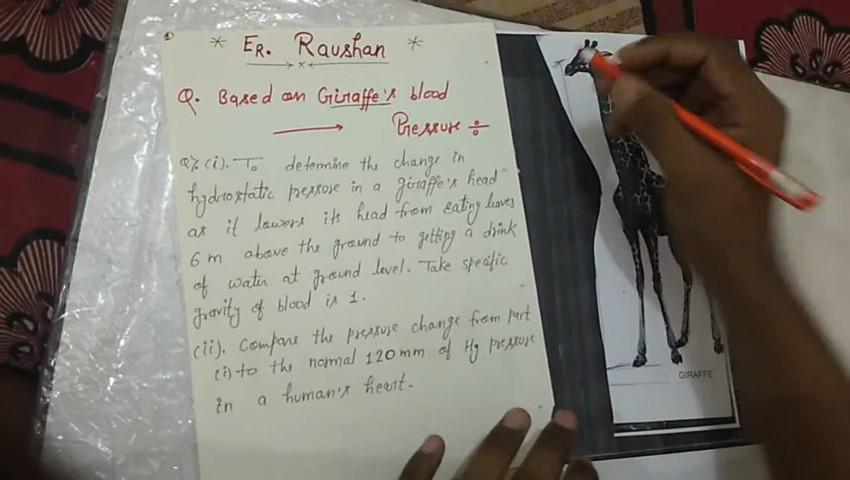 * ER. Raushan *
Q. Based on Giraffe's blood
Pressure ÷
Q1. (i). To determine the change in
hydrostatic pressure in a giraffe's head
as it lowers its head from Eating leaves
6 m above the ground to getting a drink
of water at ground level. Take specific
gravity of blood is 1.
(ii). Compare the pressure change from part
(i) to the normal 120 mm of Hg pressure
in a human's heart.
GIRAFFE